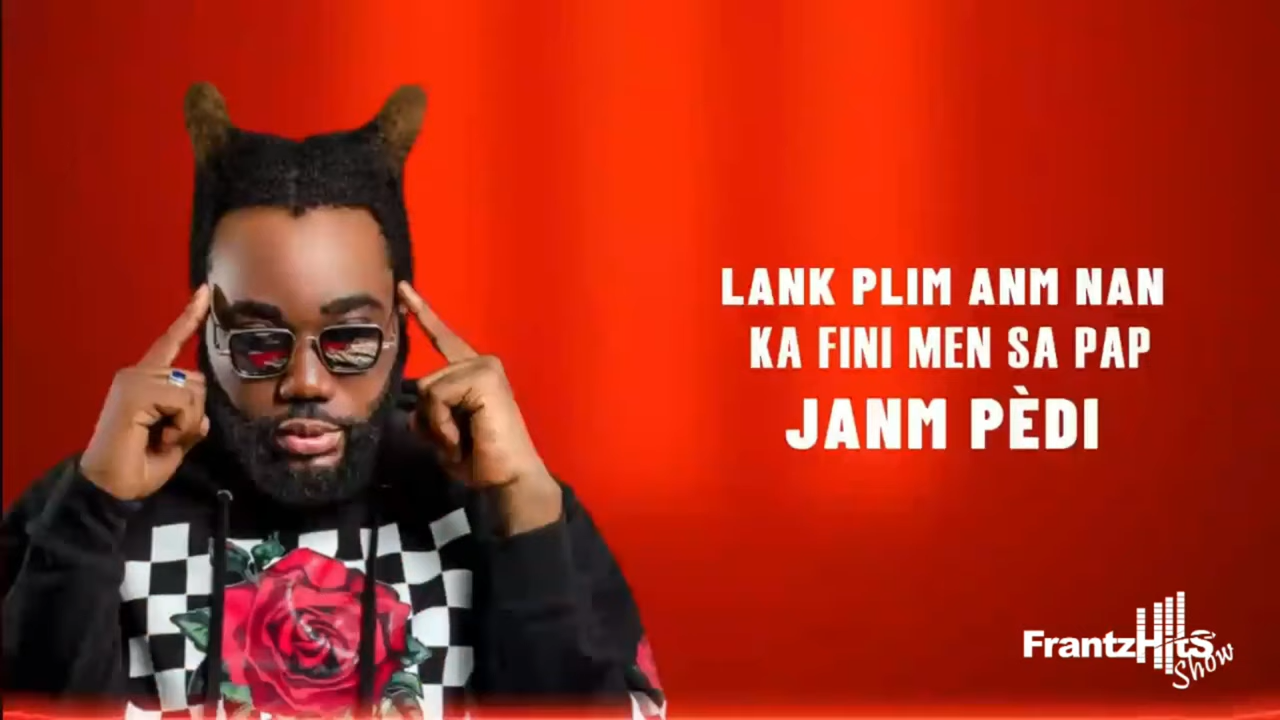 LANK PLIM ANM NAN
KA FINI MEN SA PAP
JANM PÈDI
FrantzHitS
Show